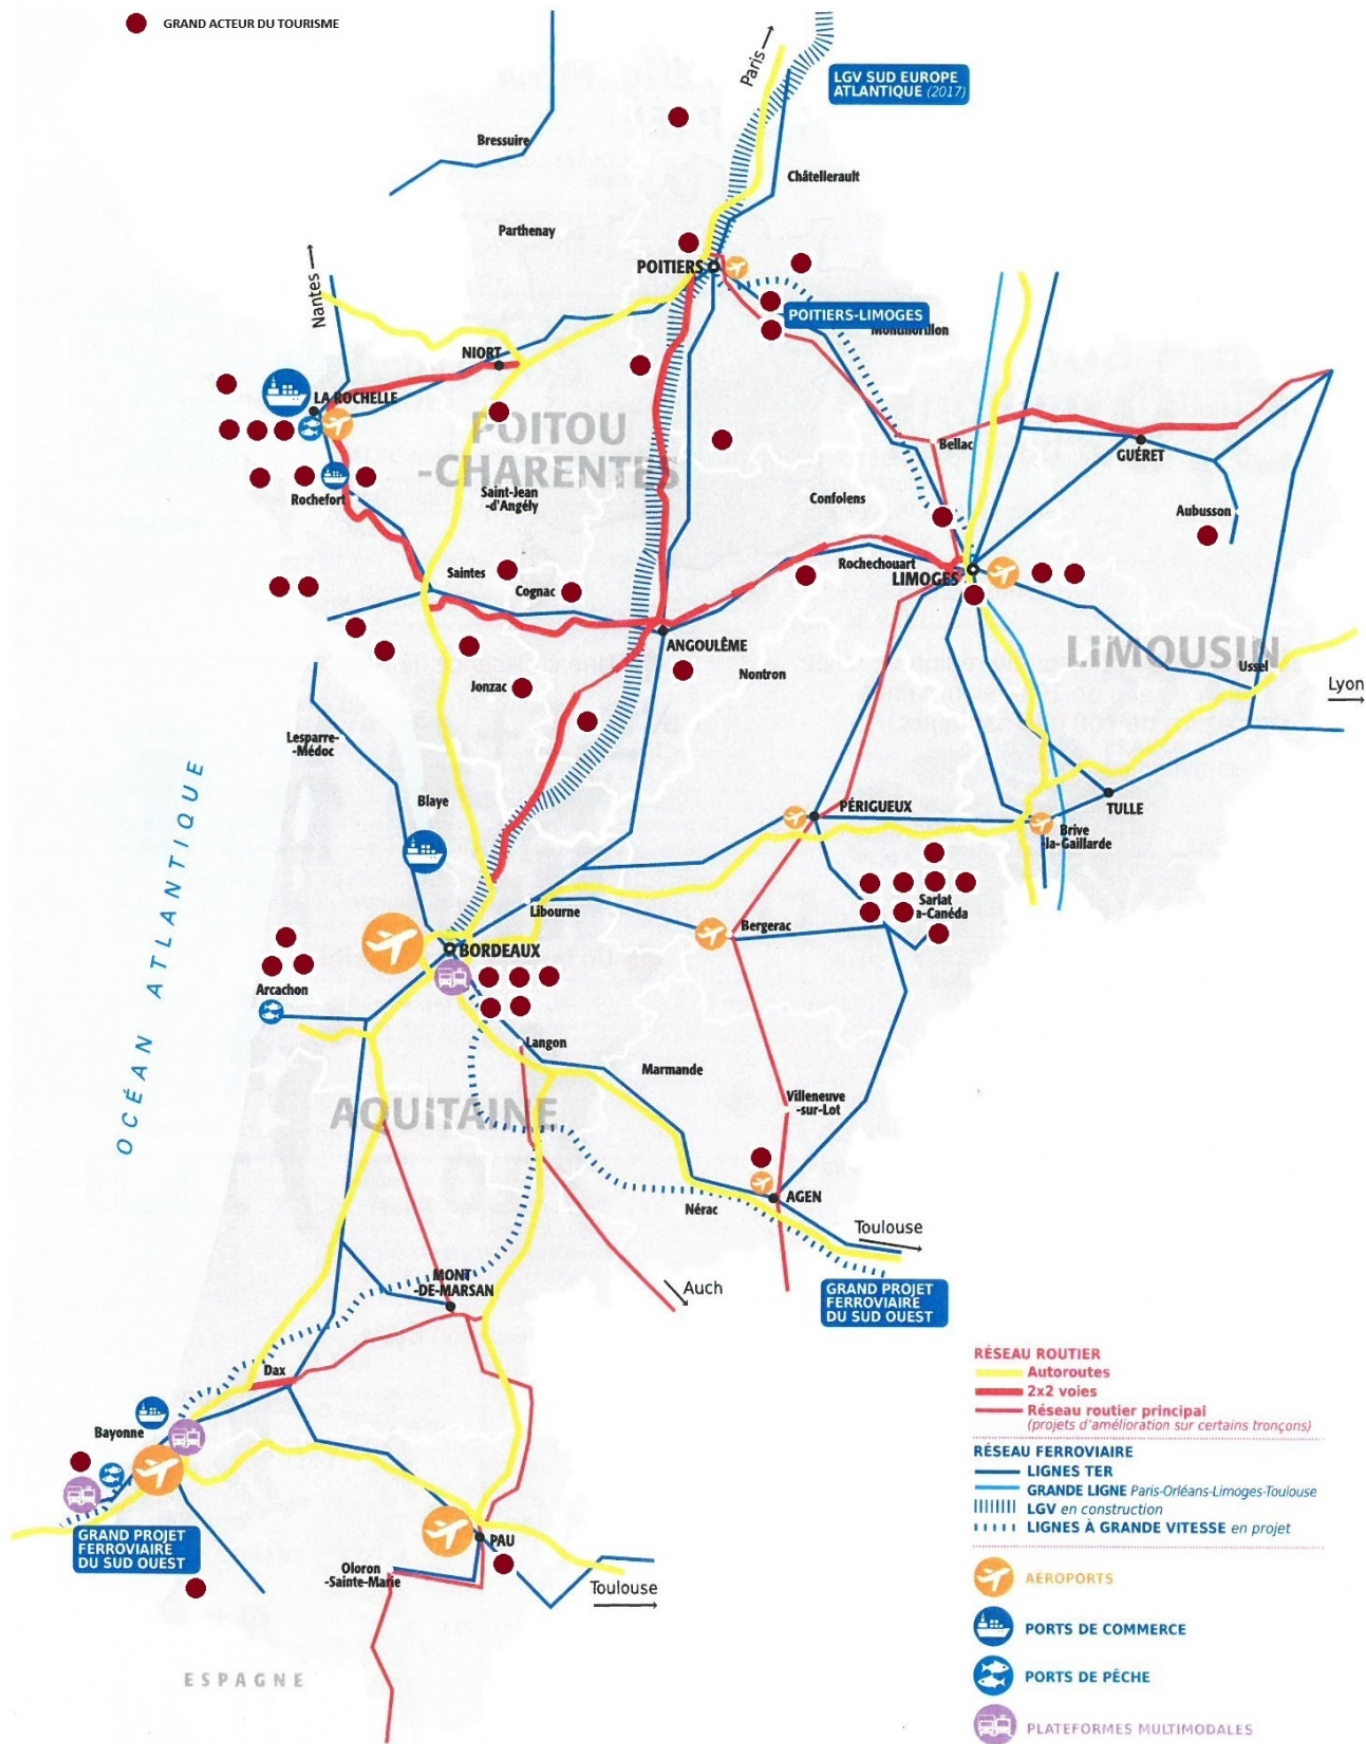 GRAND ACTEUR DU TOURISME
Paris
LGV SUD EUROPE
ATLANTIQUE (2017)
Bressuire
Châtellerault
Parthenay
Nantes
POITIERS
POITIERS-LIMOGES
Montmorillon
NIORT
LA ROCHELLE
POITOU
-CHARENTES
Bellac
GUÉRET
Rochefort
Saint-Jean
-d'Angély
Confolens
Aubusson
Saintes
Cognac
Rochechouart
LIMOGES
ANGOULÊME
LIMOUSIN
Ussel
Jonzac
Nontron
Lyon
Lesparre-
-Médoc
Blaye
PÉRIGUEUX
TULLE
Brive
-la-Gaillarde
OCÉAN ATLANTIQUE
Libourne
Sarlat
a-Canéda
Bergerac
BORDEAUX
Arcachon
Langon
Marmande
AQUITAINE
Villeneuve
-sur-Lot
Nérac
AGEN
Toulouse
MONT
-DE-MARSAN
Auch
GRAND PROJET
FERROVIAIRE
DU SUD OUEST
Dax
Bayonne
GRAND PROJET
FERROVIAIRE
DU SUD OUEST
PAU
Oloron
-Sainte-Marie
Toulouse
ESPAGNE
RÉSEAU ROUTIER
Autoroutes
2x2 voies
Réseau routier principal
(projets d'amélioration sur certains tronçons)
RÉSEAU FERROVIAIRE
LIGNES TER
GRANDE LIGNE Paris-Orléans-Limoges-Toulouse
LGV en construction
LIGNES À GRANDE VITESSE en projet
AÉROPORTS
PORTS DE COMMERCE
PORTS DE PÊCHE
PLATEFORMES MULTIMODALES